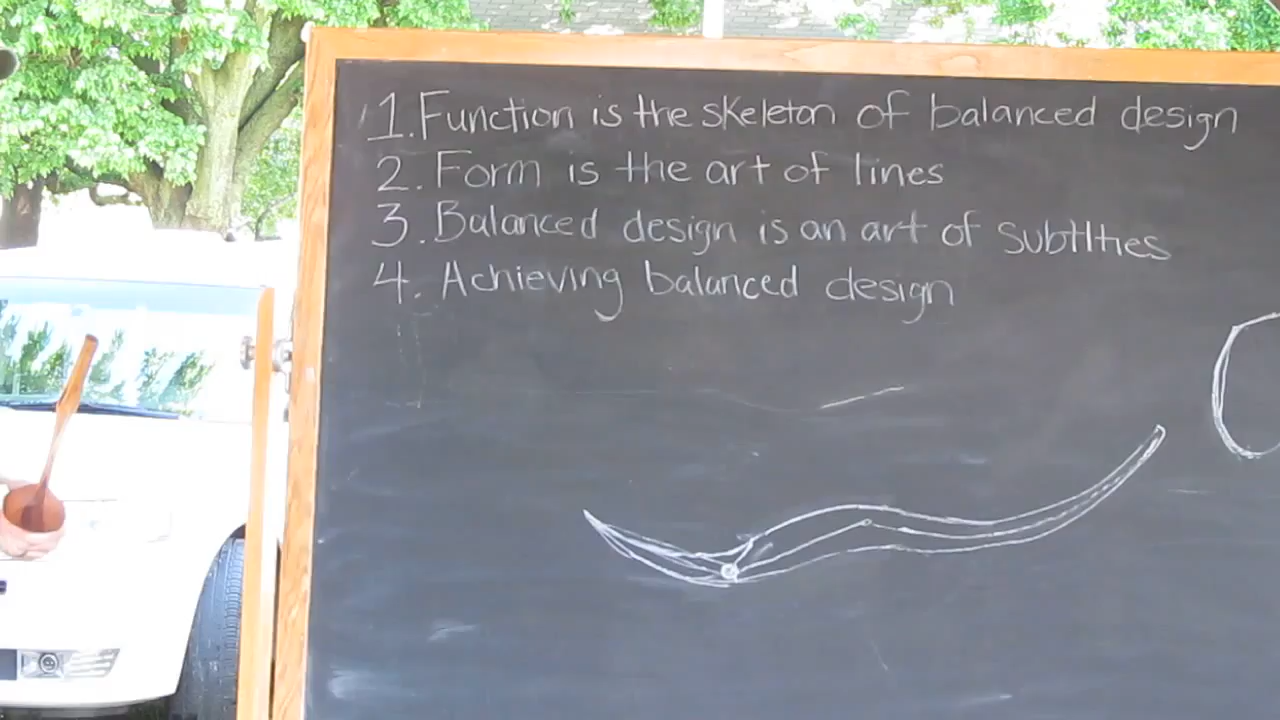 1. Function is the skeleton of balanced design
2. Form is the art of lines
3. Balanced design is an art of subtlties
4. Achieving balanced design